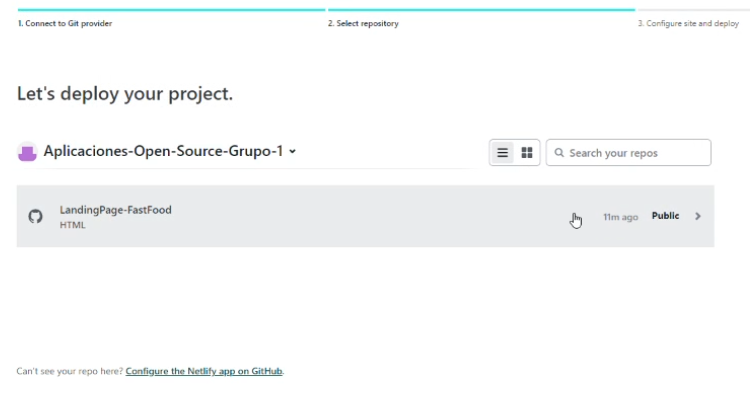 1. Connect to Git provider
2. Select repository
3. Configure site and deploy
Let's deploy your project.
Aplicaciones-Open-Source-Grupo-1
Search your repos
LandingPage-FastFood
HTML
11m ago
Public
Can't see your repo here? Configure the Netlify app on GitHub.